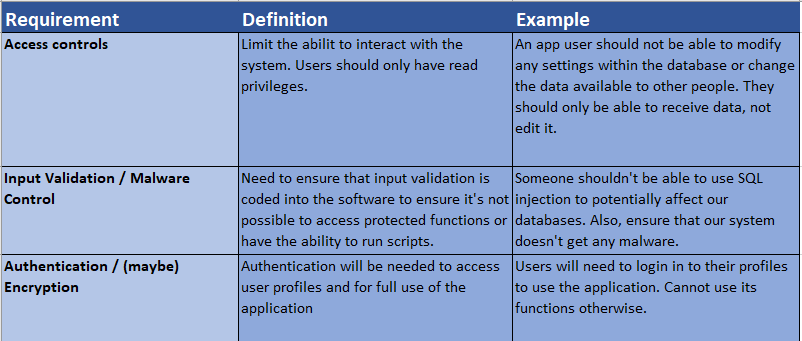 Requirement Definition Example
Access controls
Limit the abilit to interact with the
system. Users should only have read
privileges.
An app user should not be able to modify
any settings within the database or change
the data available to other people. They
should only be able to receive data, not
edit it.
Input Validation / Malware
Control
Need to ensure that input validation is
coded into the software to ensure it's not
possible to access protected functions or
have the ability to run scripts.
Someone shouldn't be able to use SQL
injection to potentially affect our
databases. Also, ensure that our system
doesn't get any malware.
Authentication / (maybe)
Encryption
Authentication will be needed to access
user profiles and for full use of the
application
Users will need to login in to their profiles
to use the application. Cannot use its
functions otherwise.